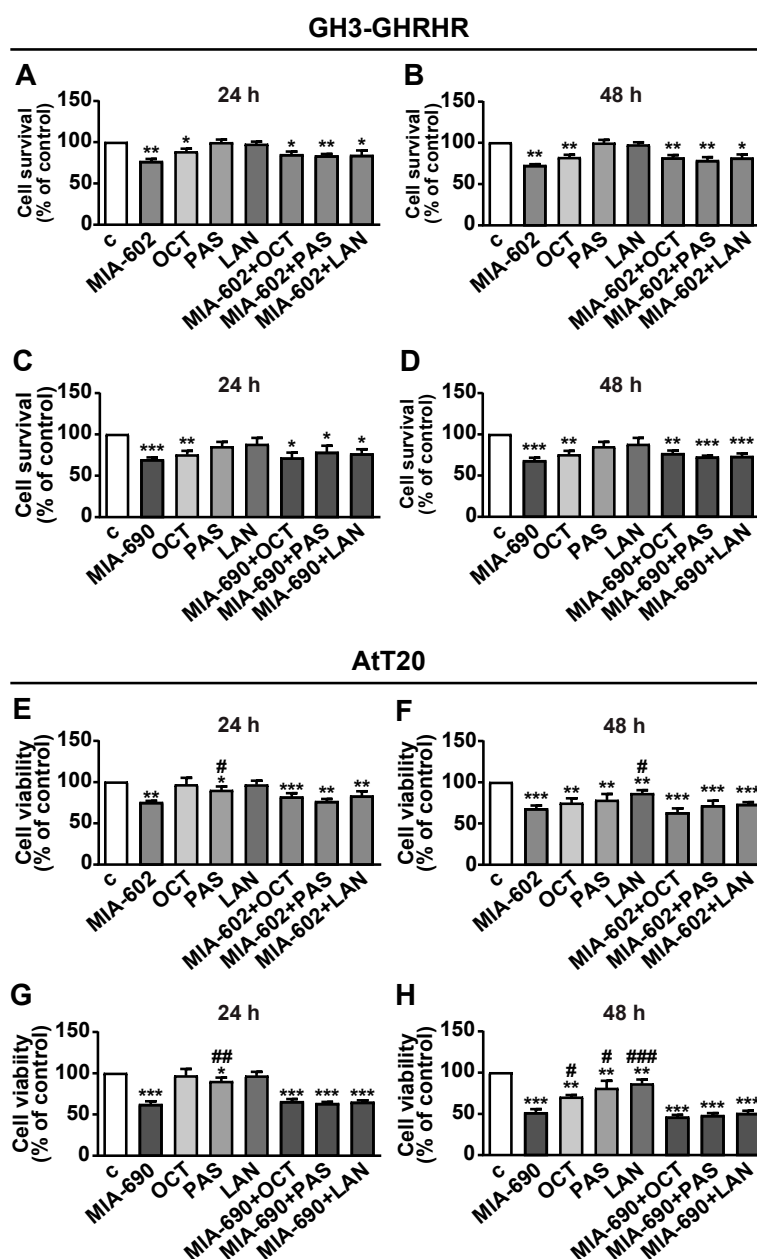 GH3-GHRHR
A
B
24 h
48 h
Cell survival
(% of control)
150
100
50
0
** * * ** *
c MIA-602 OCT PAS LAN MIA-602+OCT MIA-602+PAS MIA-602+LAN
Cell survival
(% of control)
150
100
50
0
** ** ** ** *
c MIA-602 OCT PAS LAN MIA-602+OCT MIA-602+PAS MIA-602+LAN
C
D
24 h
48 h
Cell survival
(% of control)
150
100
50
0
*** ** * * *
c MIA-690 OCT PAS LAN MIA-690+OCT MIA-690+PAS MIA-690+LAN
Cell survival
(% of control)
150
100
50
0
*** ** ** *** ***
c MIA-690 OCT PAS LAN MIA-690+OCT MIA-690+PAS MIA-690+LAN
AtT20
E
F
24 h
48 h
Cell viability
(% of control)
150
100
50
0
#
** * *** ** **
c MIA-602 OCT PAS LAN MIA-602+OCT MIA-602+PAS MIA-602+LAN
Cell viability
(% of control)
150
100
50
0
#
*** ** ** ** *** *** ***
c MIA-602 OCT PAS LAN MIA-602+OCT MIA-602+PAS MIA-602+LAN
G
H
24 h
48 h
Cell viability
(% of control)
150
100
50
0
##
*** * *** *** ***
c MIA-690 OCT PAS LAN MIA-690+OCT MIA-690+PAS MIA-690+LAN
Cell viability
(% of control)
150
100
50
0
# # ###
*** ** ** ** *** *** ***
c MIA-690 OCT PAS LAN MIA-690+OCT MIA-690+PAS MIA-690+LAN